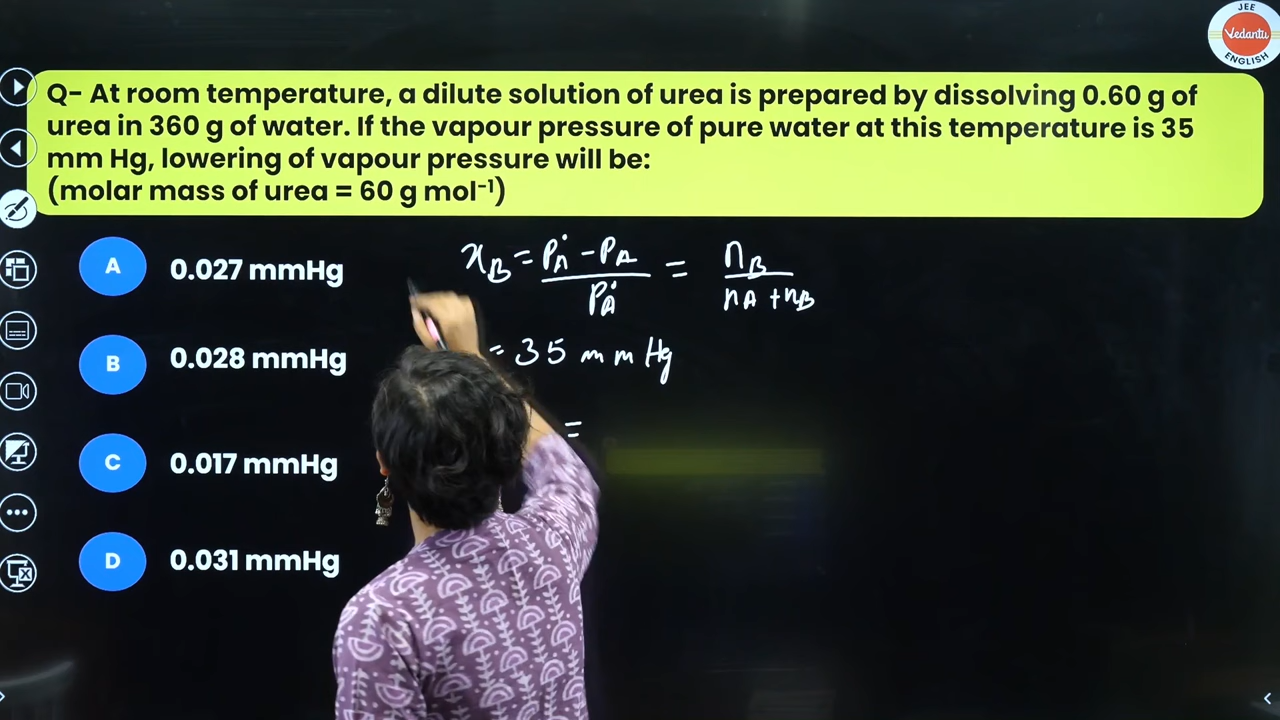 JEE
Vedantu
ENGLISH
Q- At room temperature, a dilute solution of urea is prepared by dissolving 0.60 g of
urea in 360 g of water. If the vapour pressure of pure water at this temperature is 35
mm Hg, lowering of vapour pressure will be:
(molar mass of urea = 60 g mol⁻¹)
A 0.027 mmHg
B 0.028 mmHg
C 0.017 mmHg
D 0.031 mmHg
x_B = (P°_A - P_A) / P°_A = n_B / (n_A + n_B)
= 35 mm Hg
=